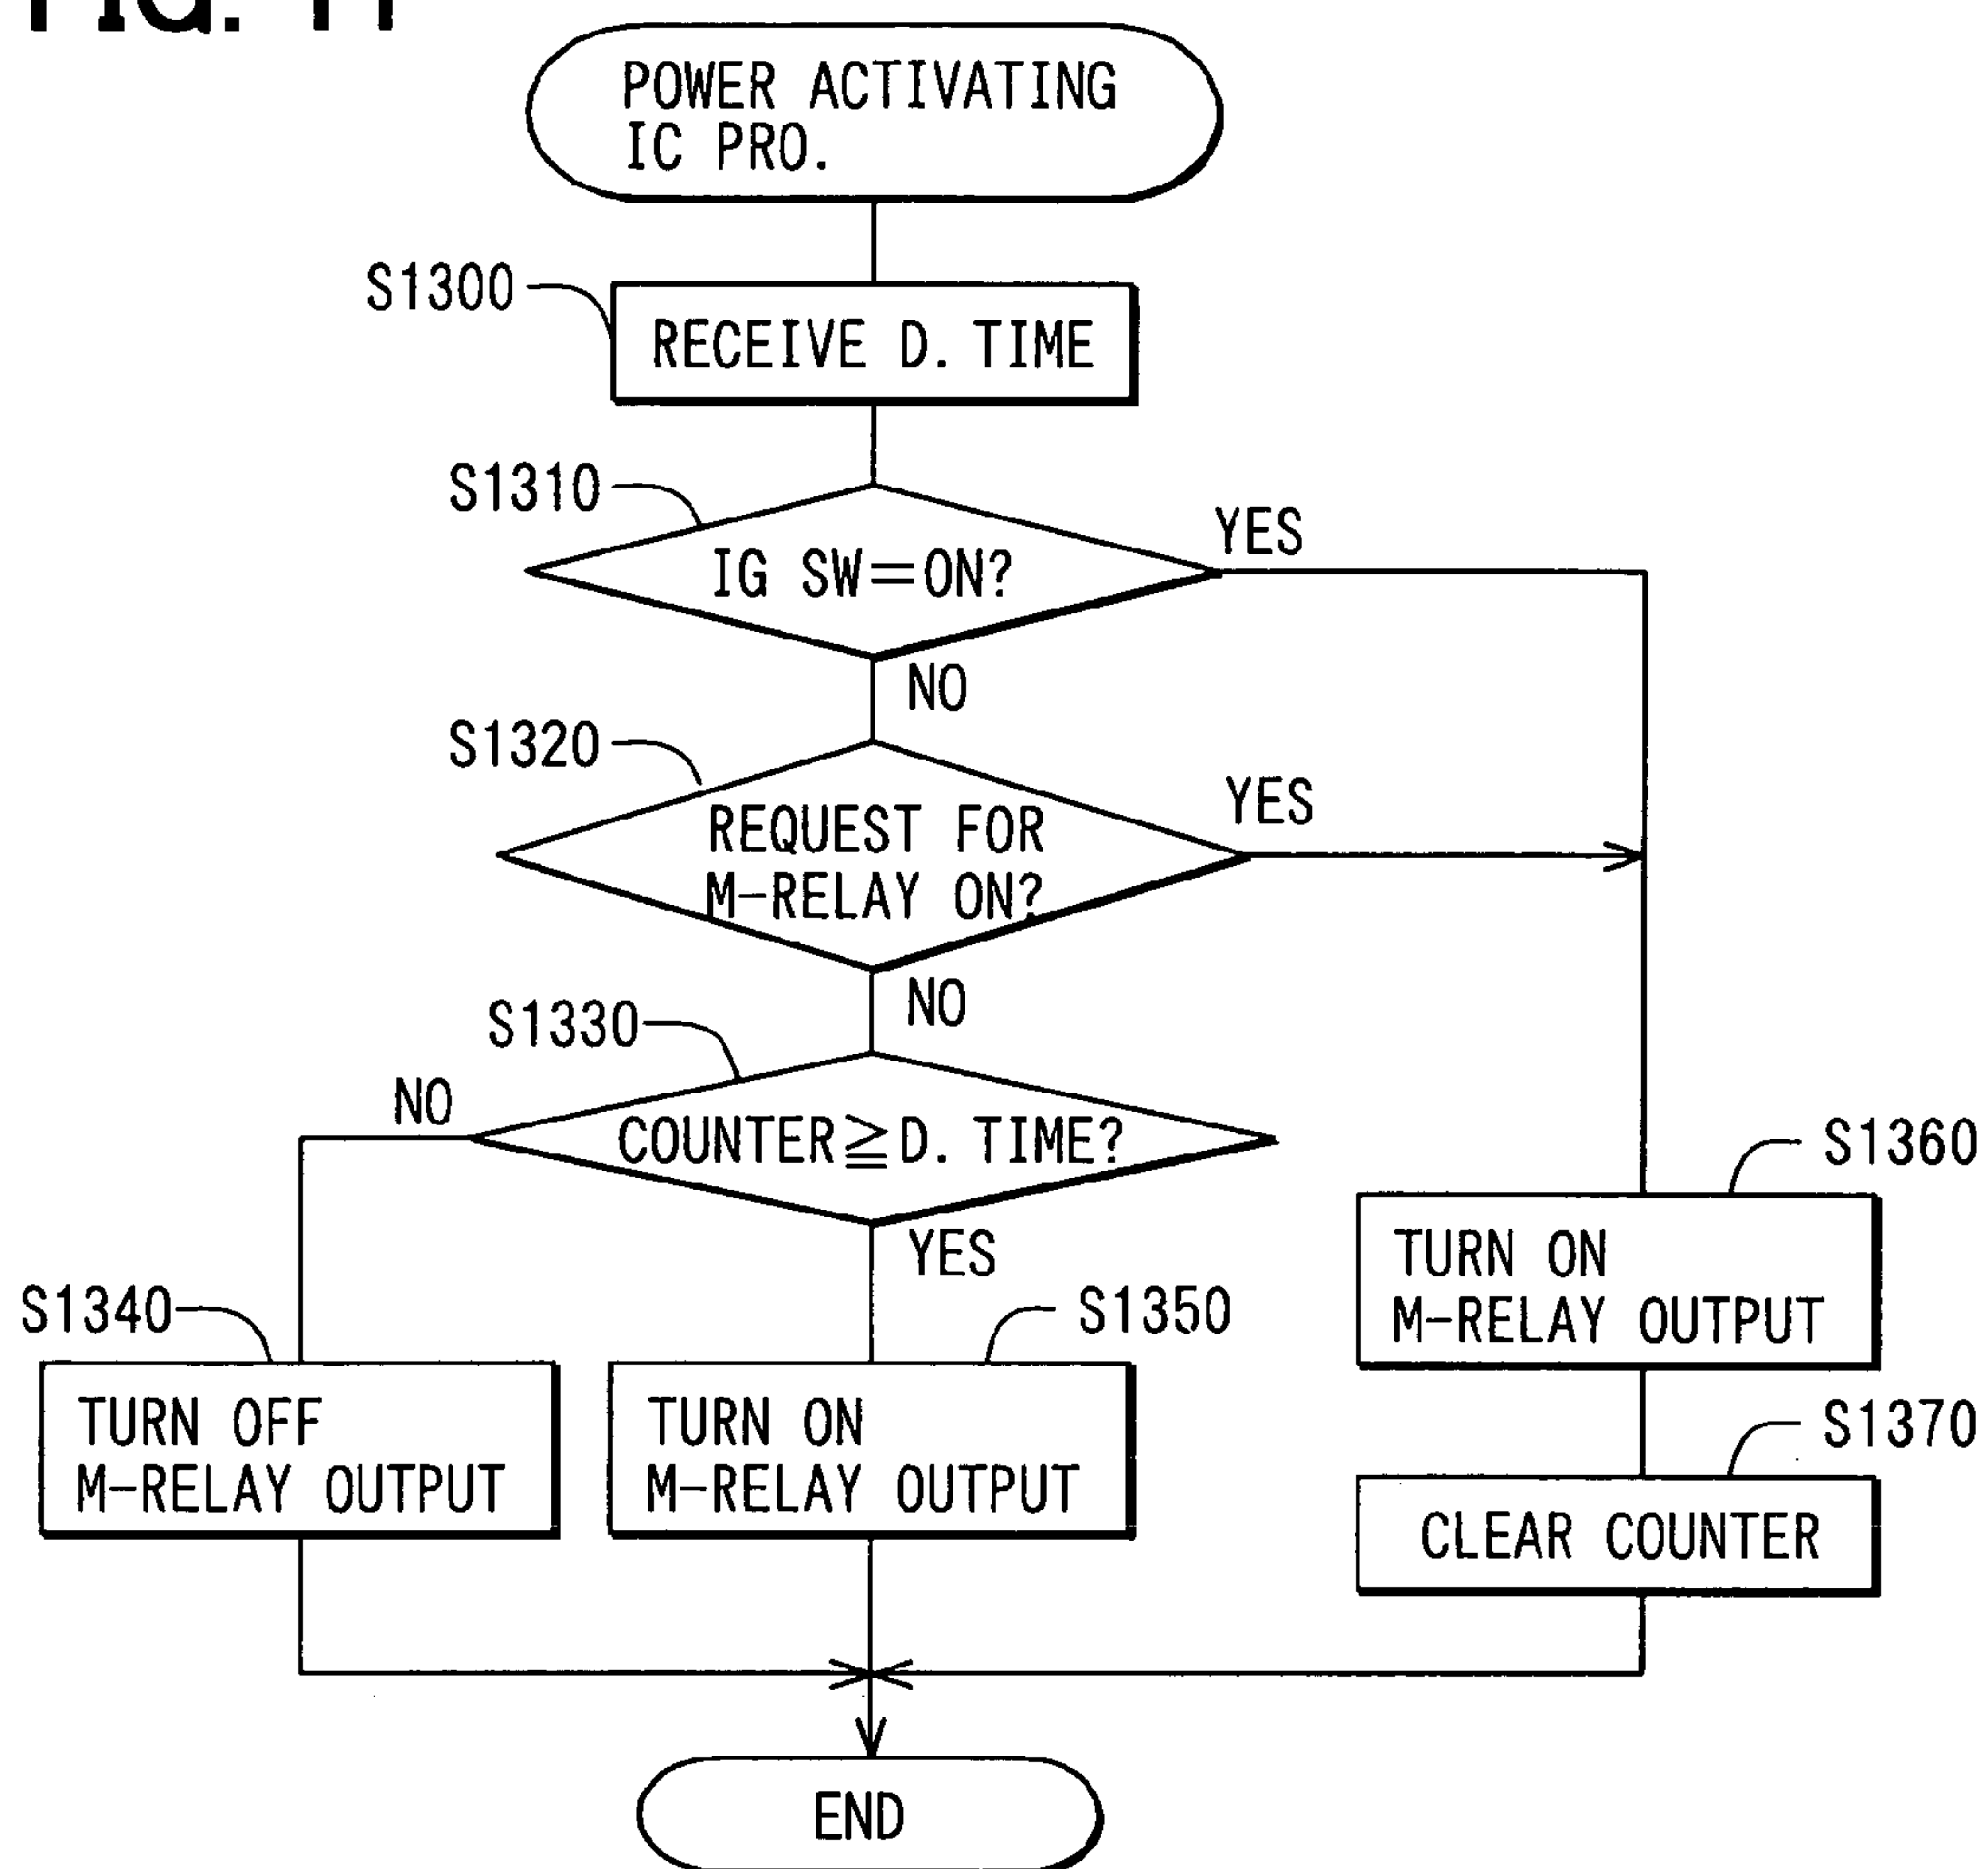 FIG. 11
POWER ACTIVATING
IC PRO.
S1300
RECEIVE D. TIME
S1310
IG SW=ON?
YES
NO
S1320
REQUEST FOR
M-RELAY ON?
YES
NO
S1330
COUNTER≧D. TIME?
NO
YES
S1340
TURN OFF
M-RELAY OUTPUT
S1350
TURN ON
M-RELAY OUTPUT
S1360
TURN ON
M-RELAY OUTPUT
S1370
CLEAR COUNTER
END